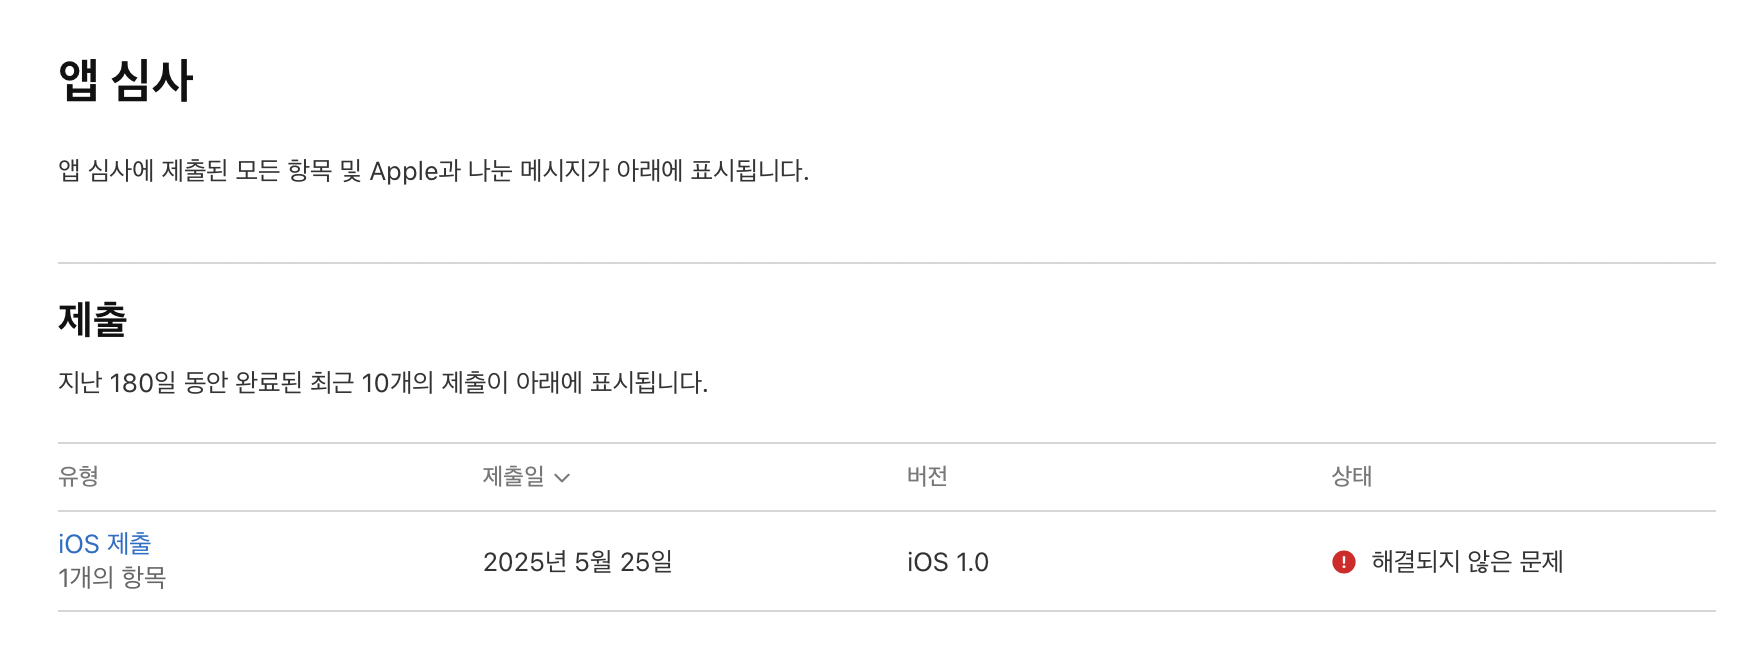 앱 심사
앱 심사에 제출된 모든 항목 및 Apple과 나눈 메시지가 아래에 표시됩니다.
제출
지난 180일 동안 완료된 최근 10개의 제출이 아래에 표시됩니다.
유형 제출일 버전 상태
iOS 제출
1개의 항목
2025년 5월 25일 iOS 1.0 해결되지 않은 문제